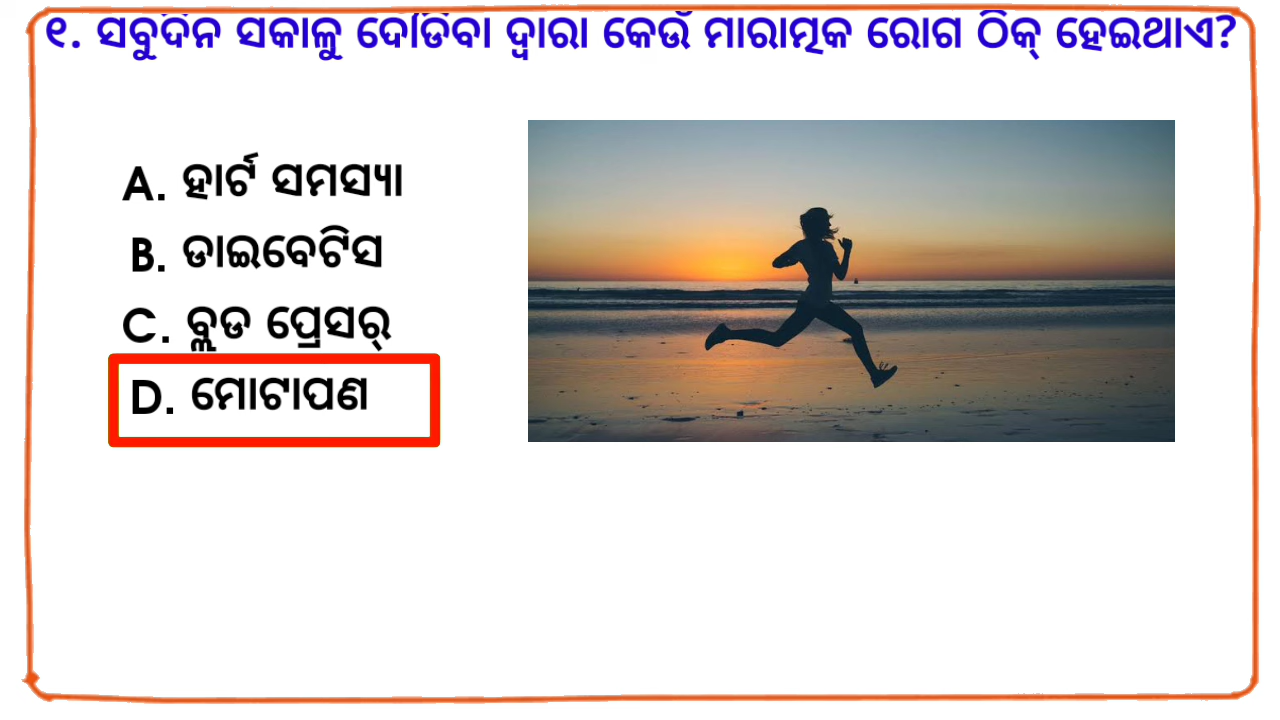 ୧. ସବୁଦିନ ସକାଳୁ ଦୌଡିବା ଦ୍ୱାରା କେଉଁ ମାରାତ୍ମକ ରୋଗ ଠିକ୍ ହେଇଥାଏ?
A. ହାର୍ଟ ସମସ୍ୟା
B. ଡାଇବେଟିସ
C. ବ୍ଲଡ ପ୍ରେସର୍
D. ମୋଟାପଣ